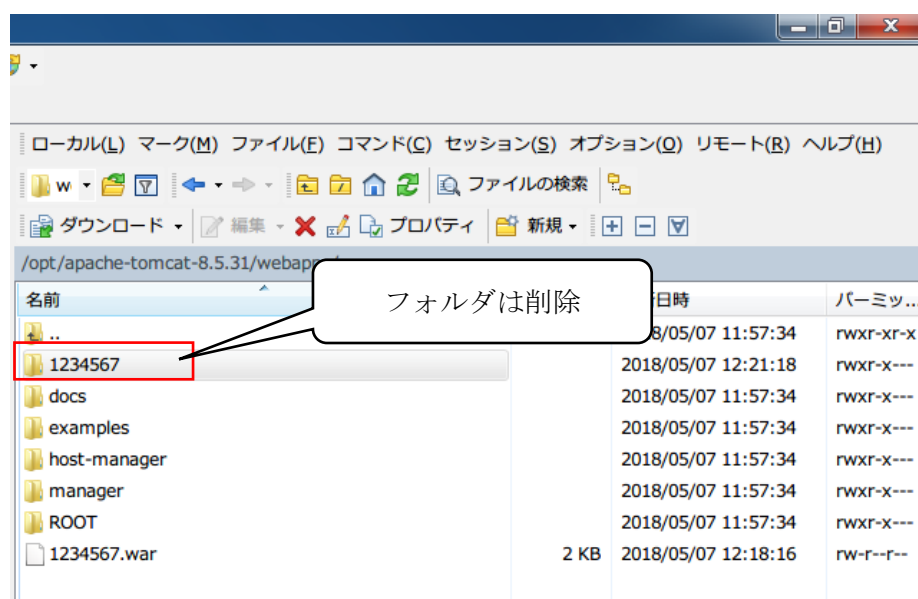 ローカル(L) マーク(M) ファイル(F) コマンド(C) セッション(S) オプション(O) リモート(R) ヘルプ(H)
w ファイルの検索
ダウンロード 編集 プロパティ 新規
/opt/apache-tomcat-8.5.31/webapp
フォルダは削除
名前 日時 パーミッ...
.. 8/05/07 11:57:34 rwxr-xr-x
1234567 2018/05/07 12:21:18 rwxr-x---
docs 2018/05/07 11:57:34 rwxr-x---
examples 2018/05/07 11:57:34 rwxr-x---
host-manager 2018/05/07 11:57:34 rwxr-x---
manager 2018/05/07 11:57:34 rwxr-x---
ROOT 2018/05/07 11:57:34 rwxr-x---
1234567.war 2 KB 2018/05/07 12:18:16 rw-r--r--